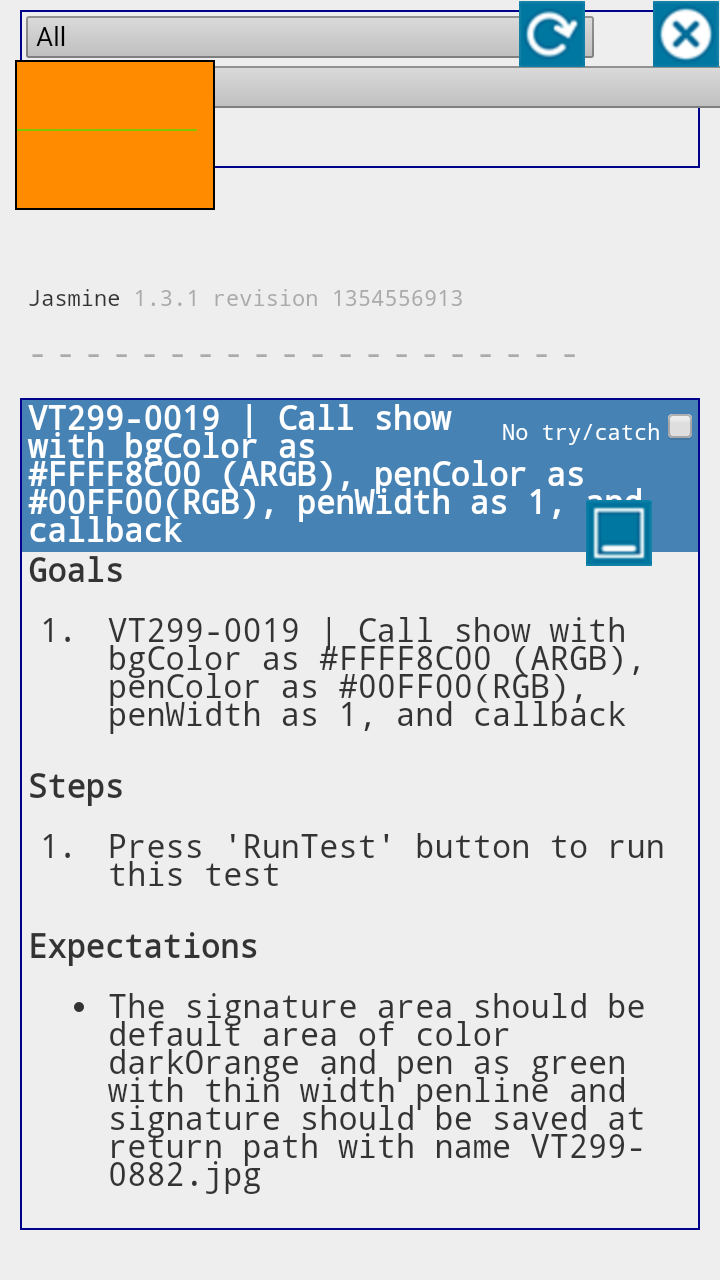 All
Jasmine 1.3.1 revision 1354556913
- - - - - - - - - - - - - - - - - - - -
VT299-0019 | Call show
with bgColor as
#FFFF8C00 (ARGB), penColor as
#00FF00(RGB), penWidth as 1, and
callback
No try/catch
Goals
1. VT299-0019 | Call show with
bgColor as #FFFF8C00 (ARGB),
penColor as #00FF00(RGB),
penWidth as 1, and callback
Steps
1. Press 'RunTest' button to run
this test
Expectations
• The signature area should be
default area of color
darkOrange and pen as green
with thin width penline and
signature should be saved at
return path with name VT299-
0882.jpg